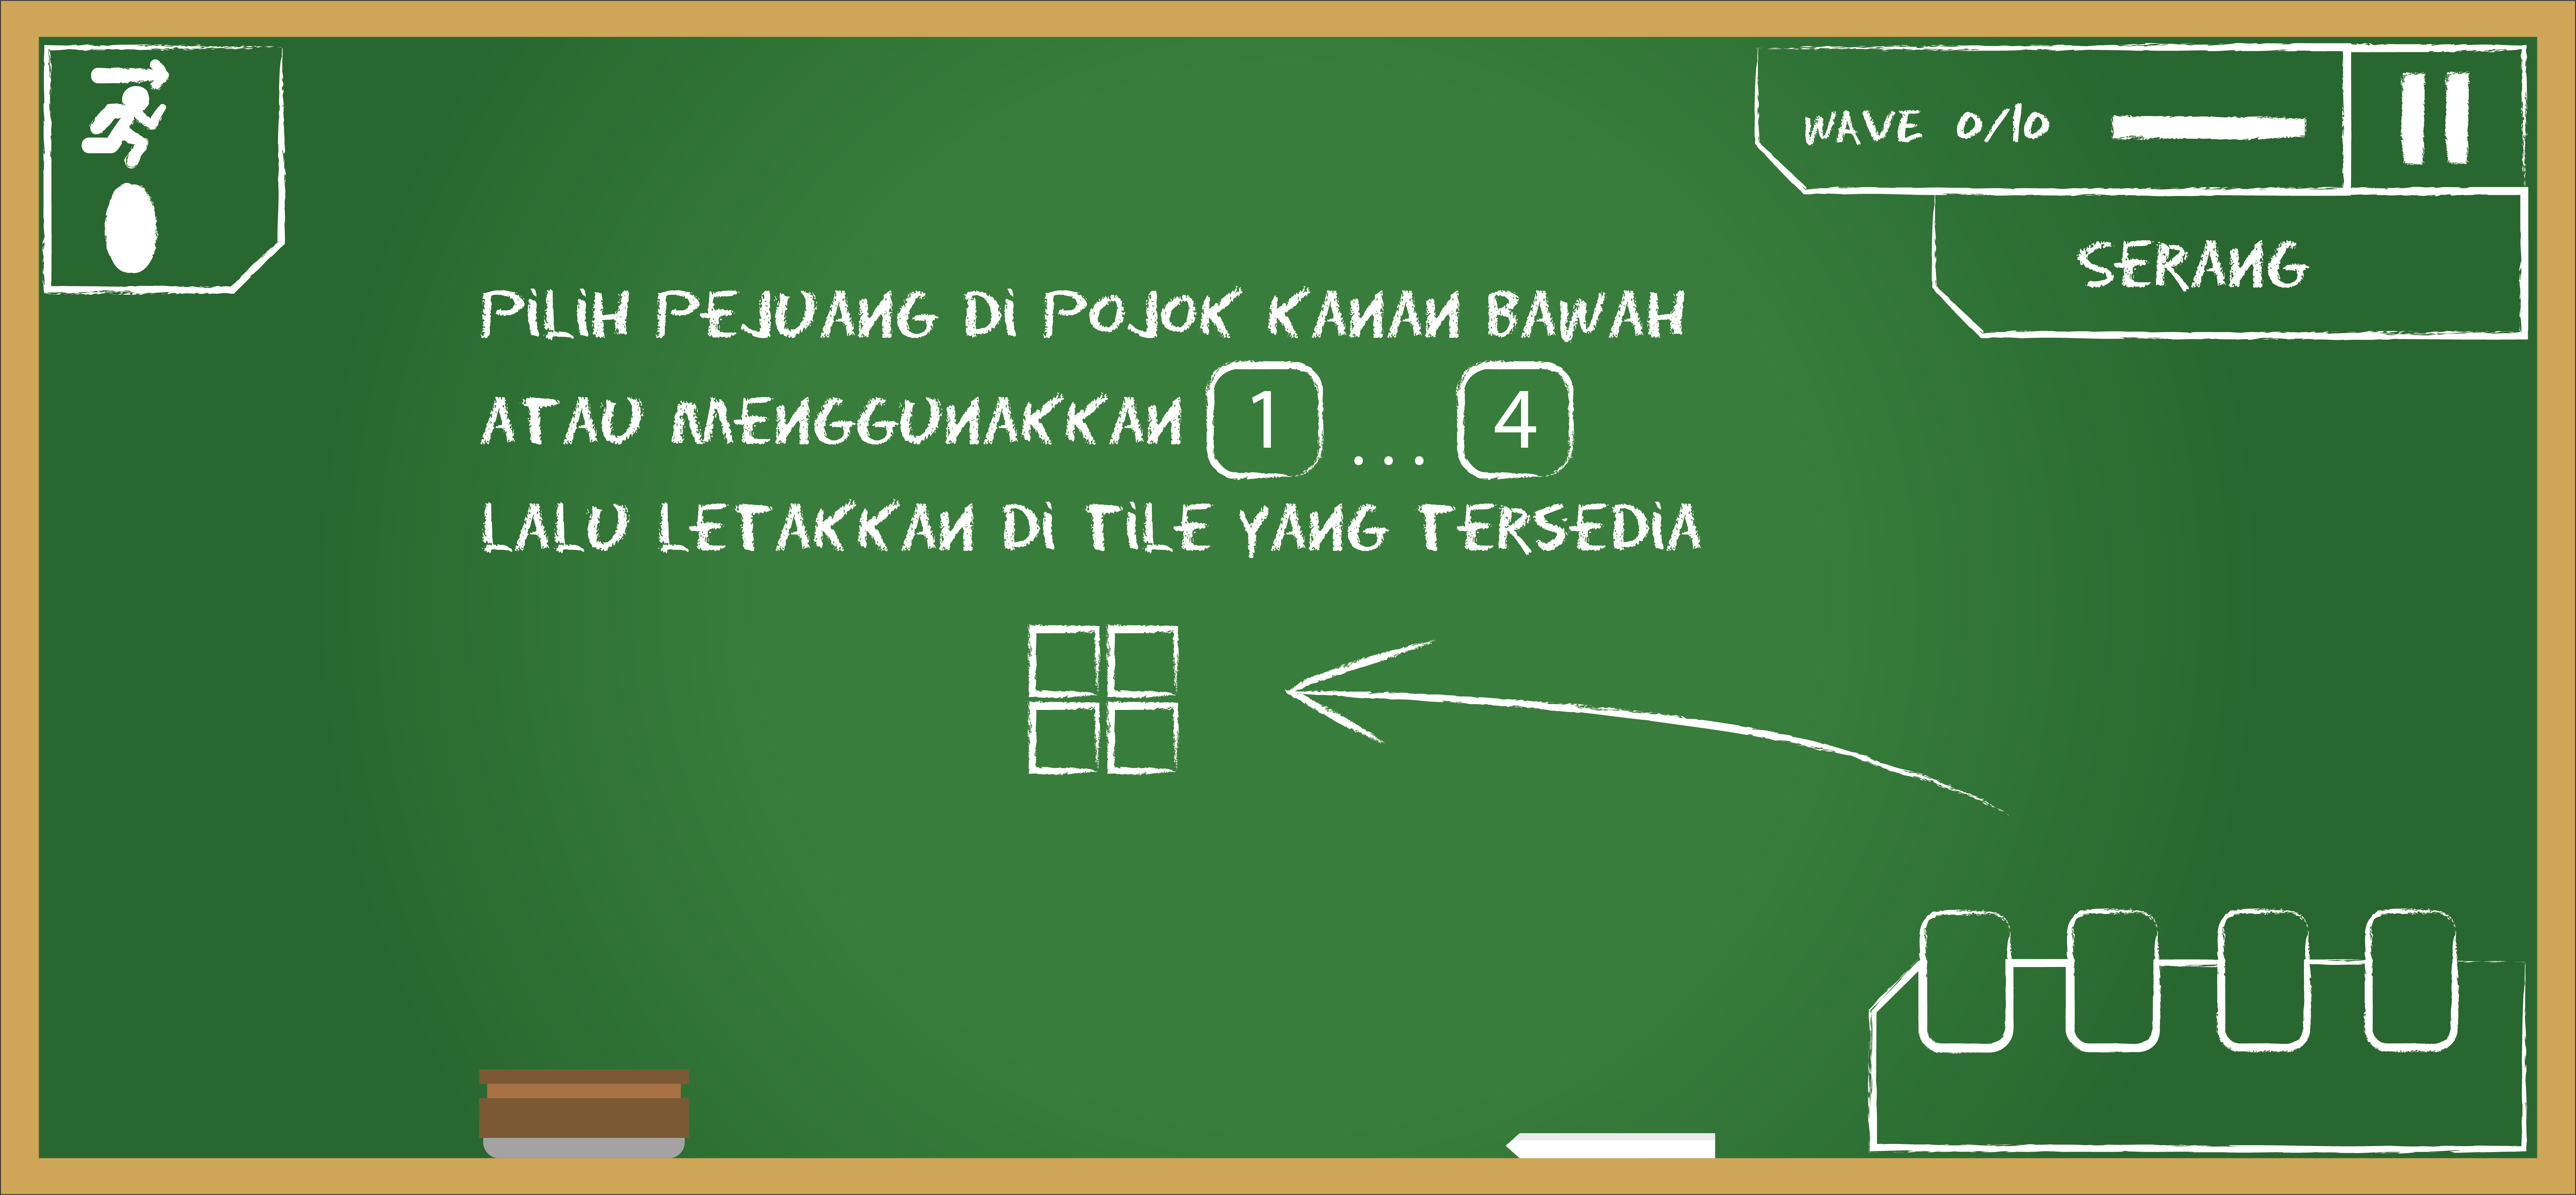 WAVE 0/10
SERANG
PILIH PEJUANG DI POJOK KANAN BAWAH
ATAU MENGGUNAKKAN 1 ... 4
LALU LETAKKAN DI TILE YANG TERSEDIA